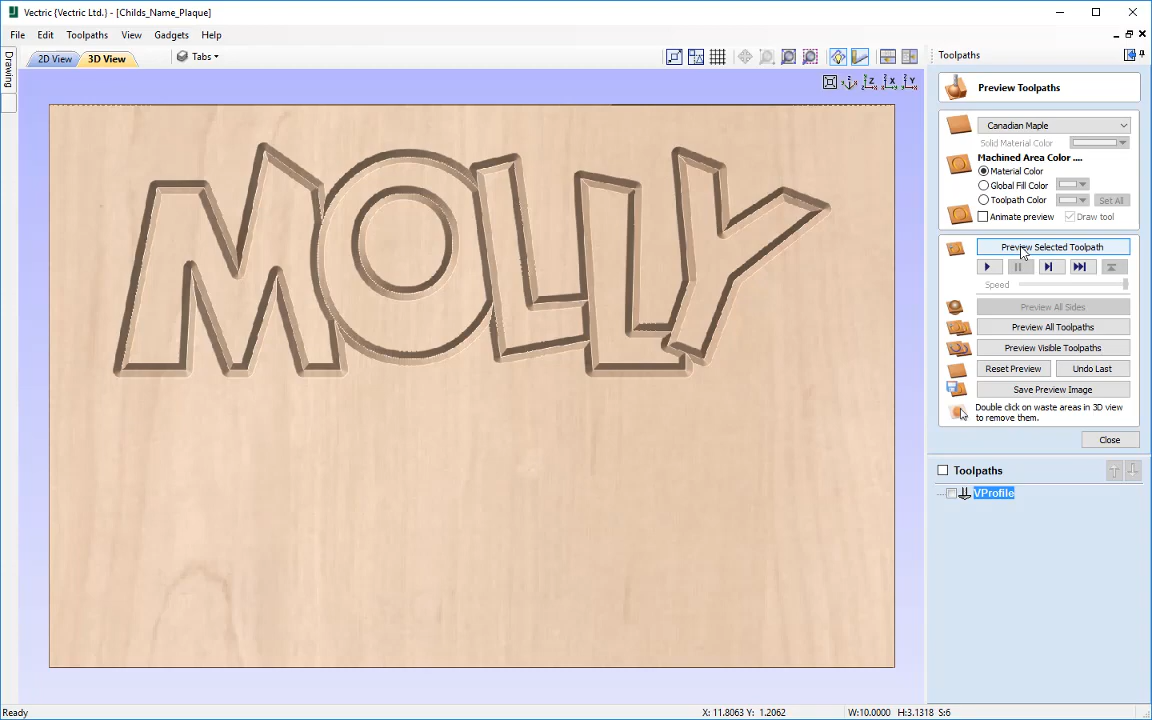 Vectric {Vectric Ltd.} - [Childs_Name_Plaque]
File Edit Toolpaths View Gadgets Help
2D View 3D View Tabs
Drawing
Z X Y
MOLLY
Toolpaths
Preview Toolpaths
Canadian Maple
Solid Material Color
Machined Area Color ....
Material Color
Global Fill Color
Toolpath Color Set All
Animate preview Draw tool
Preview Selected Toolpath
Speed
Preview All Sides
Preview All Toolpaths
Preview Visible Toolpaths
Reset Preview Undo Last
Save Preview Image
Double click on waste areas in 3D view
to remove them.
Close
Toolpaths
VProfile
Ready X: 11.8063 Y: 1.2062 W:10.0000 H:3.1318 S:6